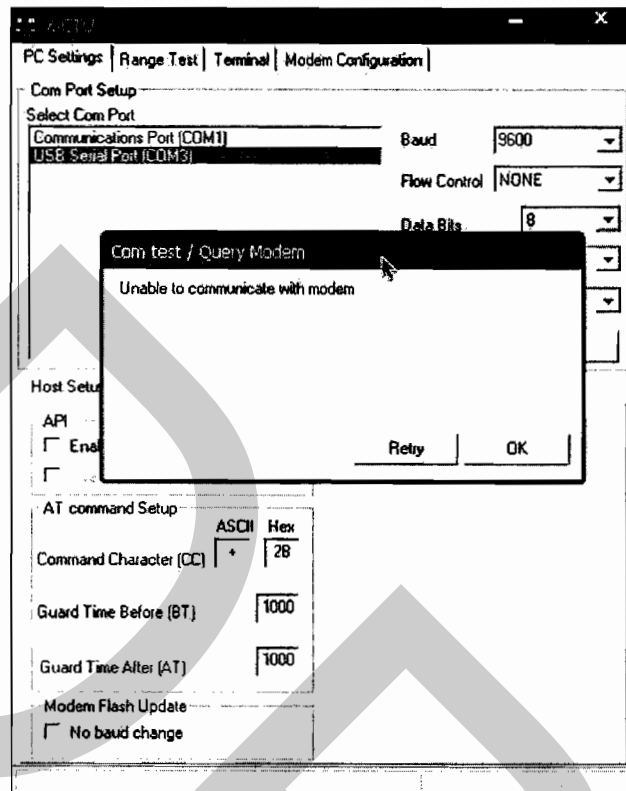 X-CTU
PC Settings Range Test Terminal Modem Configuration
Com Port Setup
Select Com Port
Communications Port (COM1)
USB Serial Port (COM3)
Baud 9600
Flow Control NONE
Data Bits 8
Com test / Query Modem
Unable to communicate with modem
Retry OK
Host Setu
API
Enal
AT command Setup
ASCII Hex
Command Character (CC) + 2B
Guard Time Before (BT) 1000
Guard Time After (AT) 1000
Modem Flash Update
No baud change